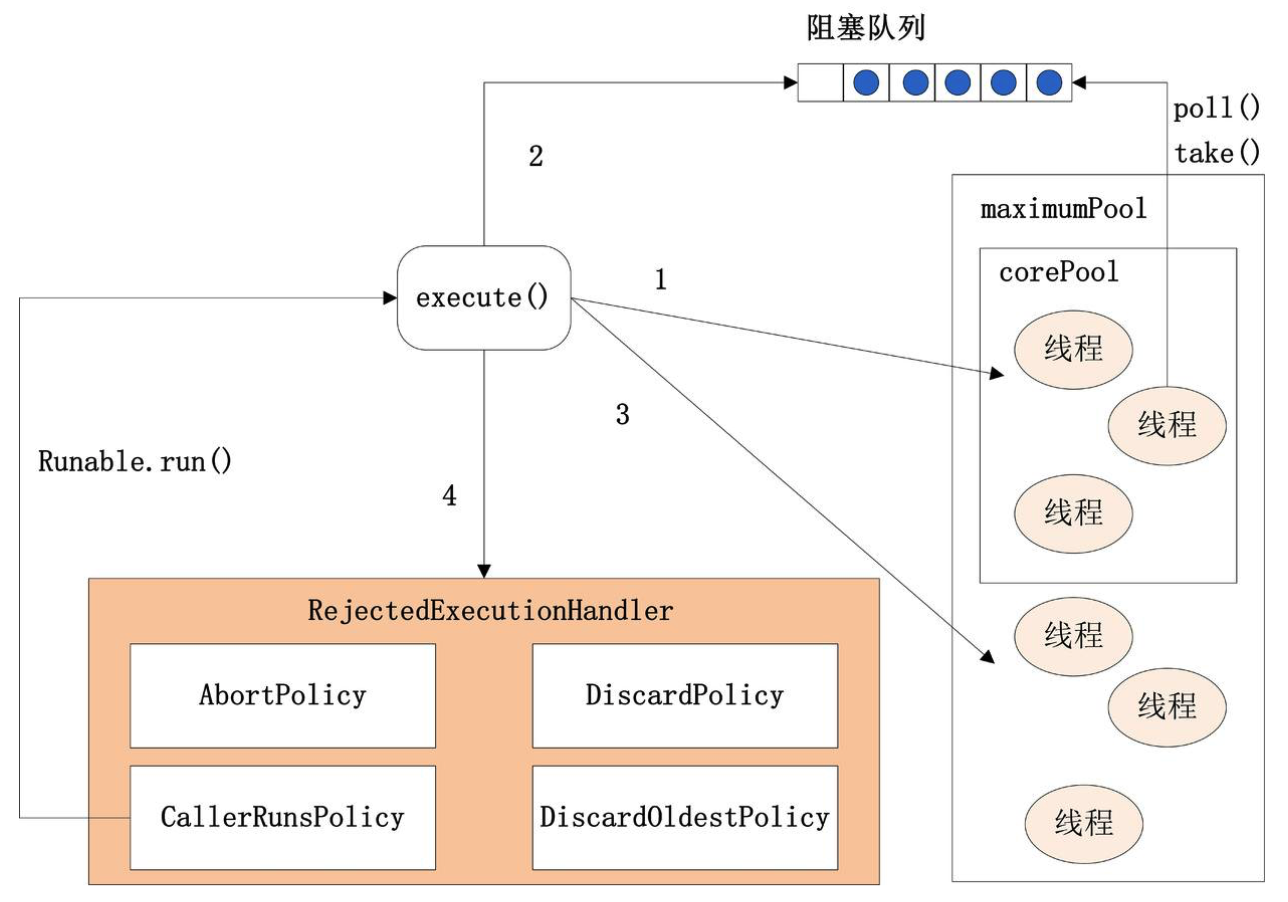 阻塞队列
poll()
take()
2
maximumPool
corePool
execute()
1
线程
线程
3
Runable.run()
4
线程
RejectedExecutionHandler
线程
AbortPolicy
DiscardPolicy
线程
CallerRunsPolicy
DiscardOldestPolicy
线程